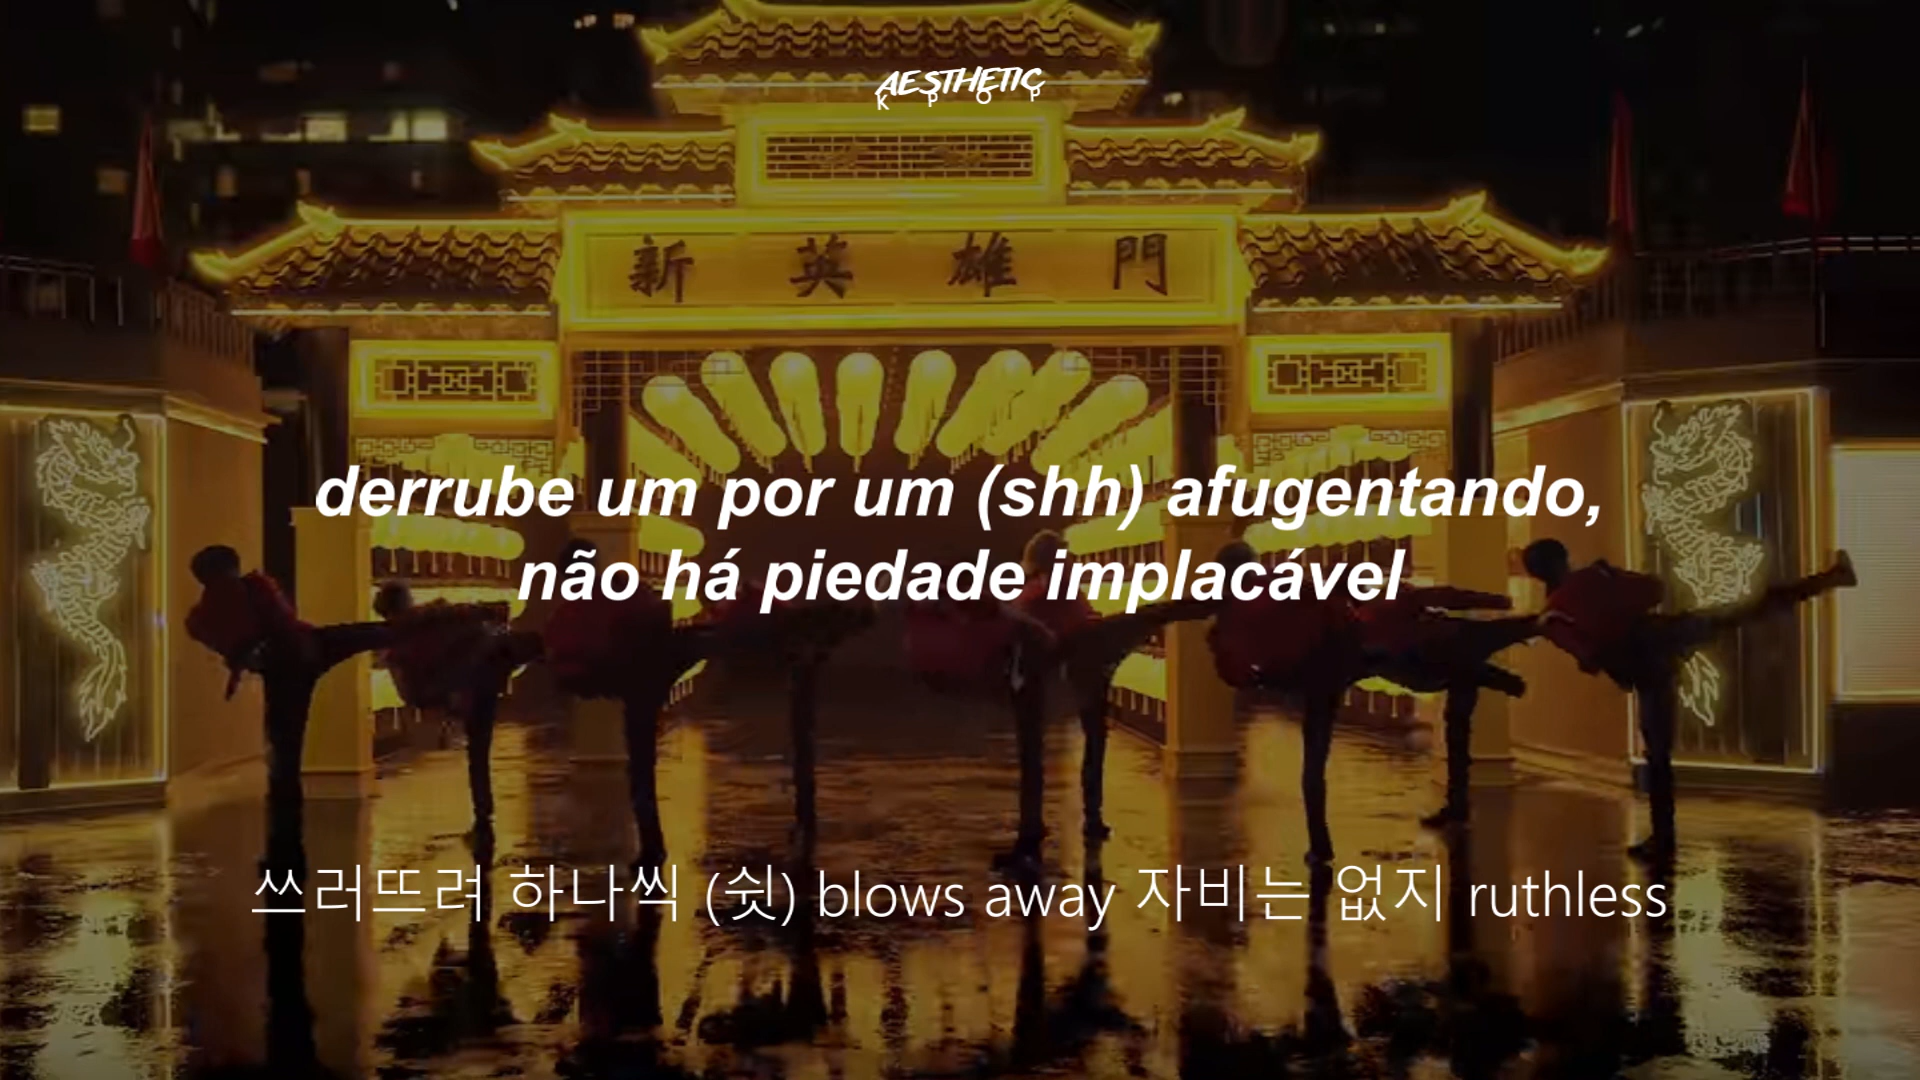 AESTHETIC
K P O P
新 英 雄 門
derrube um por um (shh) afugentando,
não há piedade implacável
쓰러뜨려 하나씩 (쉿) blows away 자비는 없지 ruthless